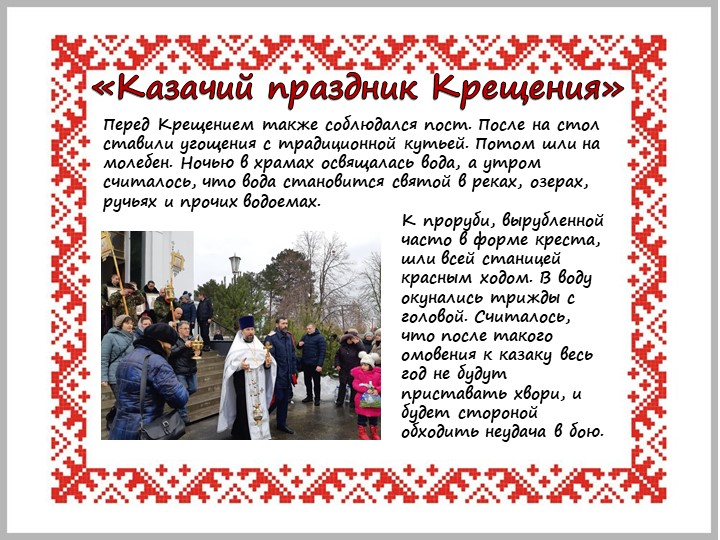 «Казачий праздник Крещения»
Перед Крещением также соблюдался пост. После на стол
ставили угощения с традиционной кутьей. Потом шли на
молебен. Ночью в храмах освящалась вода, а утром
считалось, что вода становится святой в реках, озерах,
ручьях и прочих водоемах.
К проруби, вырубленной
часто в форме креста,
шли всей станицей
красным ходом. В воду
окунались трижды с
головой. Считалось,
что после такого
омовения к казаку весь
год не будут
приставать хвори, и
будет стороной
обходить неудача в бою.